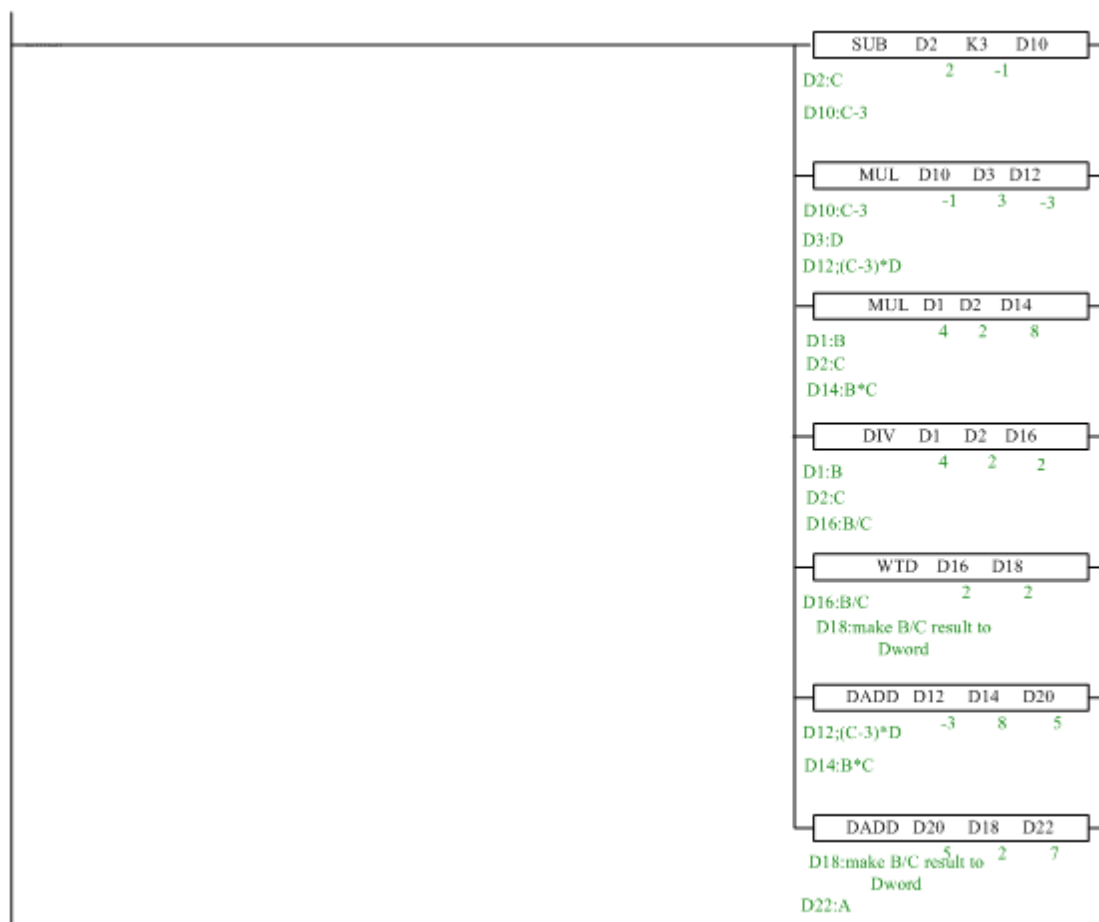 SUB D2 K3 D10
2 -1
D2:C
D10:C-3
MUL D10 D3 D12
-1 3 -3
D10:C-3
D3:D
D12;(C-3)*D
MUL D1 D2 D14
4 2 8
D1:B
D2:C
D14:B*C
DIV D1 D2 D16
4 2 2
D1:B
D2:C
D16:B/C
WTD D16 D18
2 2
D16:B/C
D18:make B/C result to
Dword
DADD D12 D14 D20
-3 8 5
D12;(C-3)*D
D14:B*C
DADD D20 D18 D22
5 2 7
D18:make B/C result to
Dword
D22:A